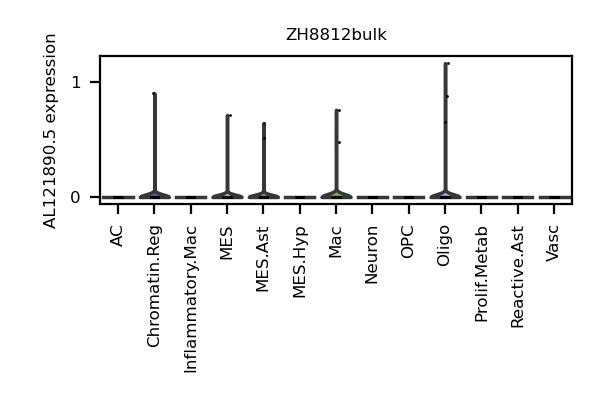 ZH8812bulk
AL121890.5 expression
1
0
AC
Chromatin.Reg
Inflammatory.Mac
MES
MES.Ast
MES.Hyp
Mac
Neuron
OPC
Oligo
Prolif.Metab
Reactive.Ast
Vasc